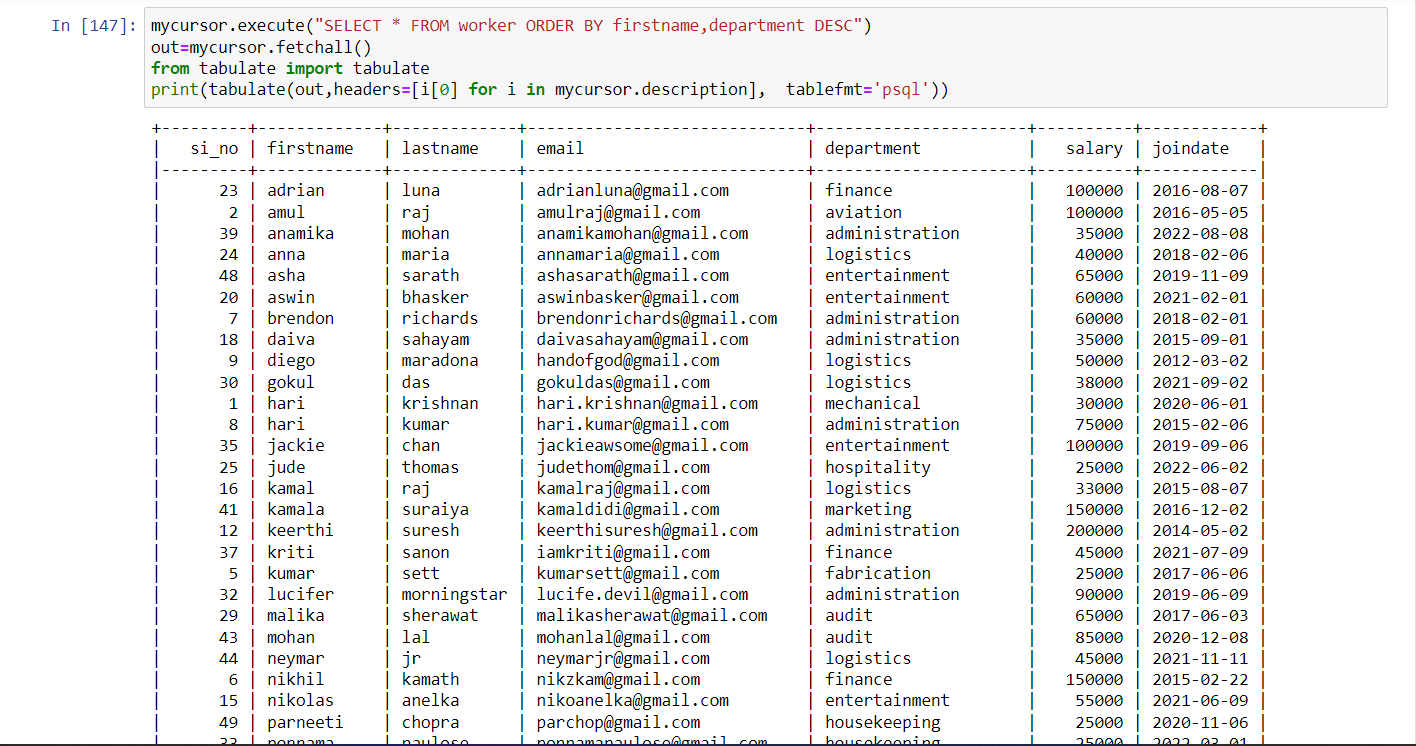 In [147]: mycursor.execute("SELECT * FROM worker ORDER BY firstname,department DESC")
out=mycursor.fetchall()
from tabulate import tabulate
print(tabulate(out,headers=[i[0] for i in mycursor.description],  tablefmt='psql'))
+---------+-------------+-------------+-----------------------------+----------------------+----------+------------+
|   si_no | firstname   | lastname    | email                       | department           |   salary | joindate   |
|---------+-------------+-------------+-----------------------------+----------------------+----------+------------|
|      23 | adrian      | luna        | adrianluna@gmail.com        | finance              |   100000 | 2016-08-07 |
|       2 | amul        | raj         | amulraj@gmail.com           | aviation             |   100000 | 2016-05-05 |
|      39 | anamika     | mohan       | anamikamohan@gmail.com      | administration       |    35000 | 2022-08-08 |
|      24 | anna        | maria       | annamaria@gmail.com         | logistics            |    40000 | 2018-02-06 |
|      48 | asha        | sarath      | ashasarath@gmail.com        | entertainment        |    65000 | 2019-11-09 |
|      20 | aswin       | bhasker     | aswinbasker@gmail.com       | entertainment        |    60000 | 2021-02-01 |
|       7 | brendon     | richards    | brendonrichards@gmail.com   | administration       |    60000 | 2018-02-01 |
|      18 | daiva       | sahayam     | daivasahayam@gmail.com      | administration       |    35000 | 2015-09-01 |
|       9 | diego       | maradona    | handofgod@gmail.com         | logistics            |    50000 | 2012-03-02 |
|      30 | gokul       | das         | gokuldas@gmail.com          | logistics            |    38000 | 2021-09-02 |
|       1 | hari        | krishnan    | hari.krishnan@gmail.com     | mechanical           |    30000 | 2020-06-01 |
|       8 | hari        | kumar       | hari.kumar@gmail.com        | administration       |    75000 | 2015-02-06 |
|      35 | jackie      | chan        | jackieawsome@gmail.com      | entertainment        |   100000 | 2019-09-06 |
|      25 | jude        | thomas      | judethom@gmail.com          | hospitality          |    25000 | 2022-06-02 |
|      16 | kamal       | raj         | kamalraj@gmail.com          | logistics            |    33000 | 2015-08-07 |
|      41 | kamala      | suraiya     | kamaldidi@gmail.com         | marketing            |   150000 | 2016-12-02 |
|      12 | keerthi     | suresh      | keerthisuresh@gmail.com     | administration       |   200000 | 2014-05-02 |
|      37 | kriti       | sanon       | iamkriti@gmail.com          | finance              |    45000 | 2021-07-09 |
|       5 | kumar       | sett        | kumarsett@gmail.com         | fabrication          |    25000 | 2017-06-06 |
|      32 | lucifer     | morningstar | lucife.devil@gmail.com      | administration       |    90000 | 2019-06-09 |
|      29 | malika      | sherawat    | malikasherawat@gmail.com    | audit                |    65000 | 2017-06-03 |
|      43 | mohan       | lal         | mohanlal@gmail.com          | audit                |    85000 | 2020-12-08 |
|      44 | neymar      | jr          | neymarjr@gmail.com          | logistics            |    45000 | 2021-11-11 |
|       6 | nikhil      | kamath      | nikzkam@gmail.com           | finance              |   150000 | 2015-02-22 |
|      15 | nikolas     | anelka      | nikoanelka@gmail.com        | entertainment        |    55000 | 2021-06-09 |
|      49 | parneeti    | chopra      | parchop@gmail.com           | housekeeping         |    25000 | 2020-11-06 |